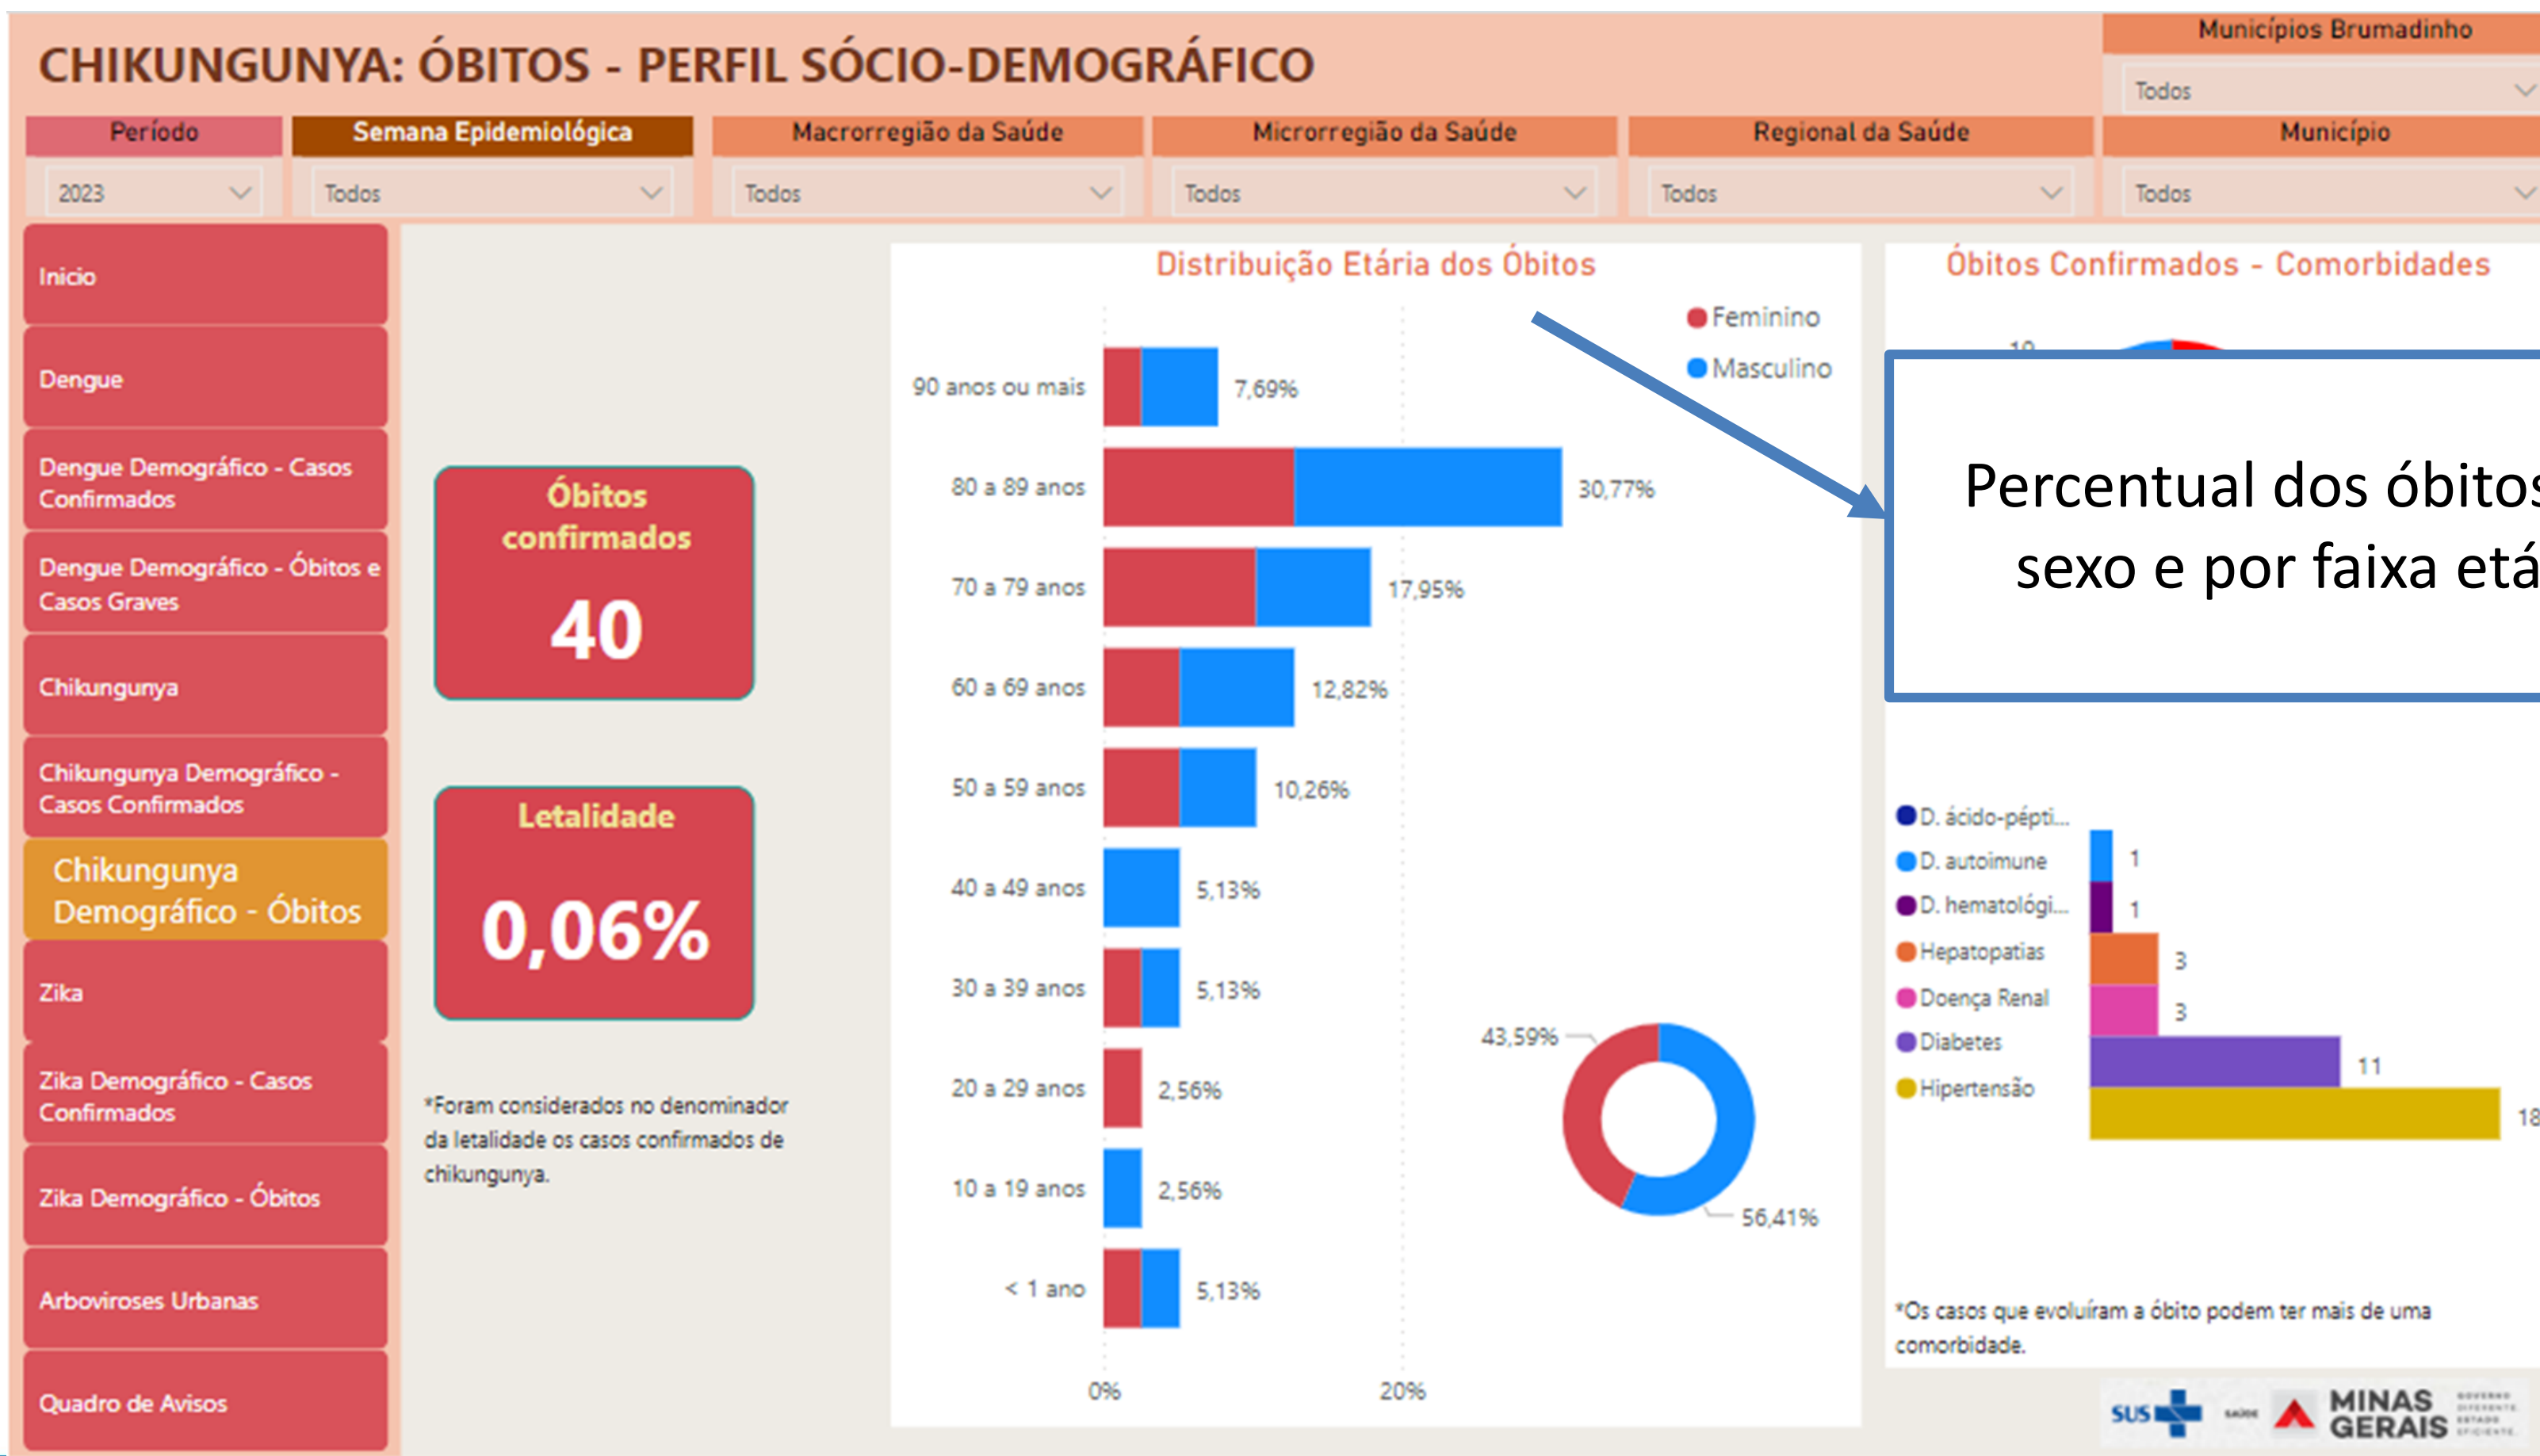 CHIKUNGUNYA: ÓBITOS - PERFIL SÓCIO-DEMOGRÁFICO
Municípios Brumadinho
Todos
Período
Semana Epidemiológica
Macrorregião da Saúde
Microrregião da Saúde
Regional da Saúde
Município
2023
Todos
Todos
Todos
Todos
Todos
Inicio
Dengue
Dengue Demográfico - Casos
Confirmados
Dengue Demográfico - Óbitos e
Casos Graves
Chikungunya
Chikungunya Demográfico -
Casos Confirmados
Chikungunya
Demográfico - Óbitos
Zika
Zika Demográfico - Casos
Confirmados
Zika Demográfico - Óbitos
Arboviroses Urbanas
Quadro de Avisos
Óbitos
confirmados
40
Letalidade
0,06%
*Foram considerados no denominador
da letalidade os casos confirmados de
chikungunya.
Distribuição Etária dos Óbitos
Feminino
Masculino
90 anos ou mais 7,69%
80 a 89 anos 30,77%
70 a 79 anos 17,95%
60 a 69 anos 12,82%
50 a 59 anos 10,26%
40 a 49 anos 5,13%
30 a 39 anos 5,13%
20 a 29 anos 2,56%
10 a 19 anos 2,56%
< 1 ano 5,13%
0% 20%
43,59%
56,41%
Óbitos Confirmados - Comorbidades
Percentual dos óbitos
sexo e por faixa etá
D. ácido-pépti...
D. autoimune 1
D. hematológi... 1
Hepatopatias 3
Doença Renal 3
Diabetes 11
Hipertensão 18
*Os casos que evoluíram a óbito podem ter mais de uma
comorbidade.
SUS
SAÚDE
MINAS
GERAIS
GOVERNO
DIFERENTE.
ESTADO
EFICIENTE.